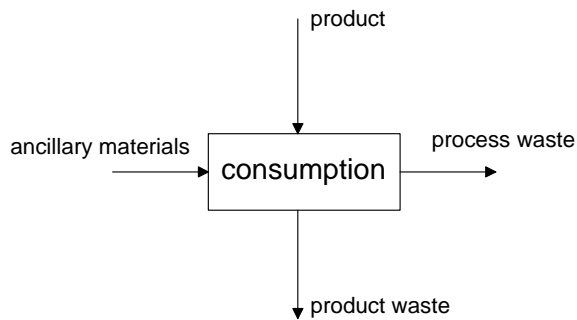 product
ancillary materials
process waste
consumption
product waste